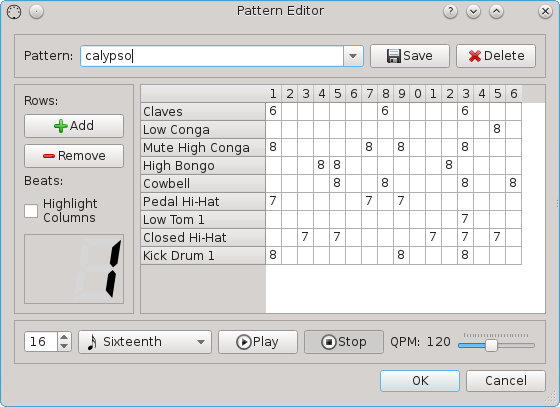 Pattern Editor
Pattern: calypso Save Delete
Rows:
Add
Remove
Beats:
Highlight
Columns
1
1 2 3 4 5 6 7 8 9 0 1 2 3 4 5 6
Claves 6 6 6
Low Conga 8
Mute High Conga 8 7 8 8
High Bongo 8 8 8
Cowbell 8 8 8 8
Pedal Hi-Hat 7 7 7
Low Tom 1 7
Closed Hi-Hat 7 7 7 7 7
Kick Drum 1 8 8 8
16 Sixteenth Play Stop QPM: 120
OK Cancel